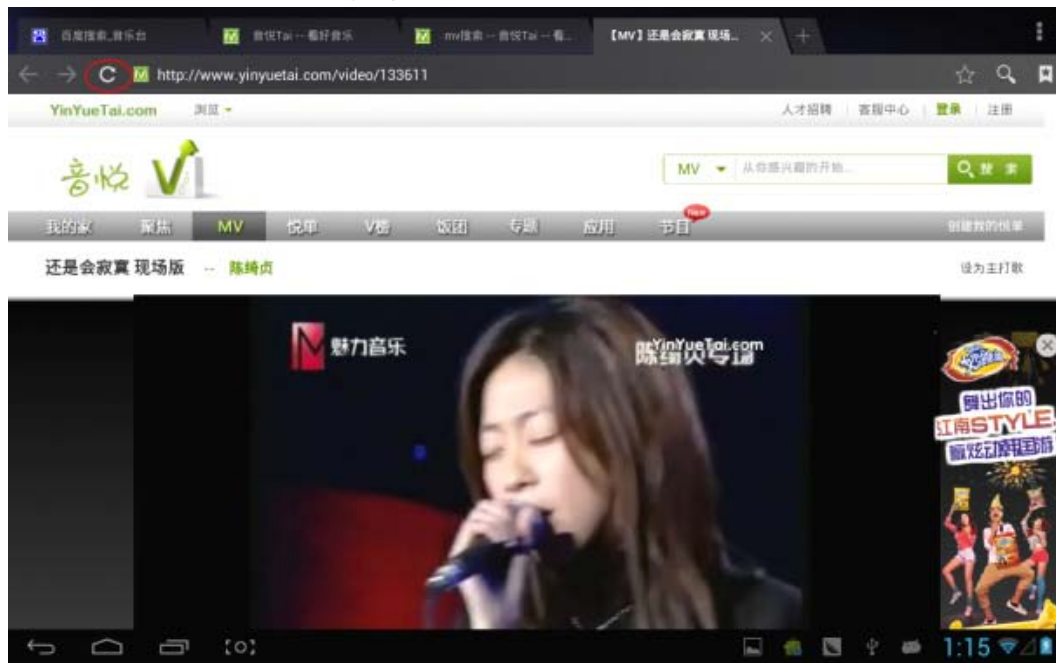 百度搜索_音乐台
音悦Tai -- 看好音乐
mv搜索 -- 音悦Tai -- 看...
【MV】还是会寂寞 现场...
http://www.yinyuetai.com/video/133611
YinYueTai.com
浏览
人才招聘
客服中心
登录
注册
音悦
MV
从你感兴趣的开始...
搜 索
我的家
聚焦
MV
悦单
V榜
饭团
专题
应用
节目
New
创建我的悦单
还是会寂寞 现场版 -- 陈绮贞
设为主打歌
魅力音乐
YinYueTai.com
陈绮贞专场
舞出你的
江南STYLE
赢炫动韩国游
1:15